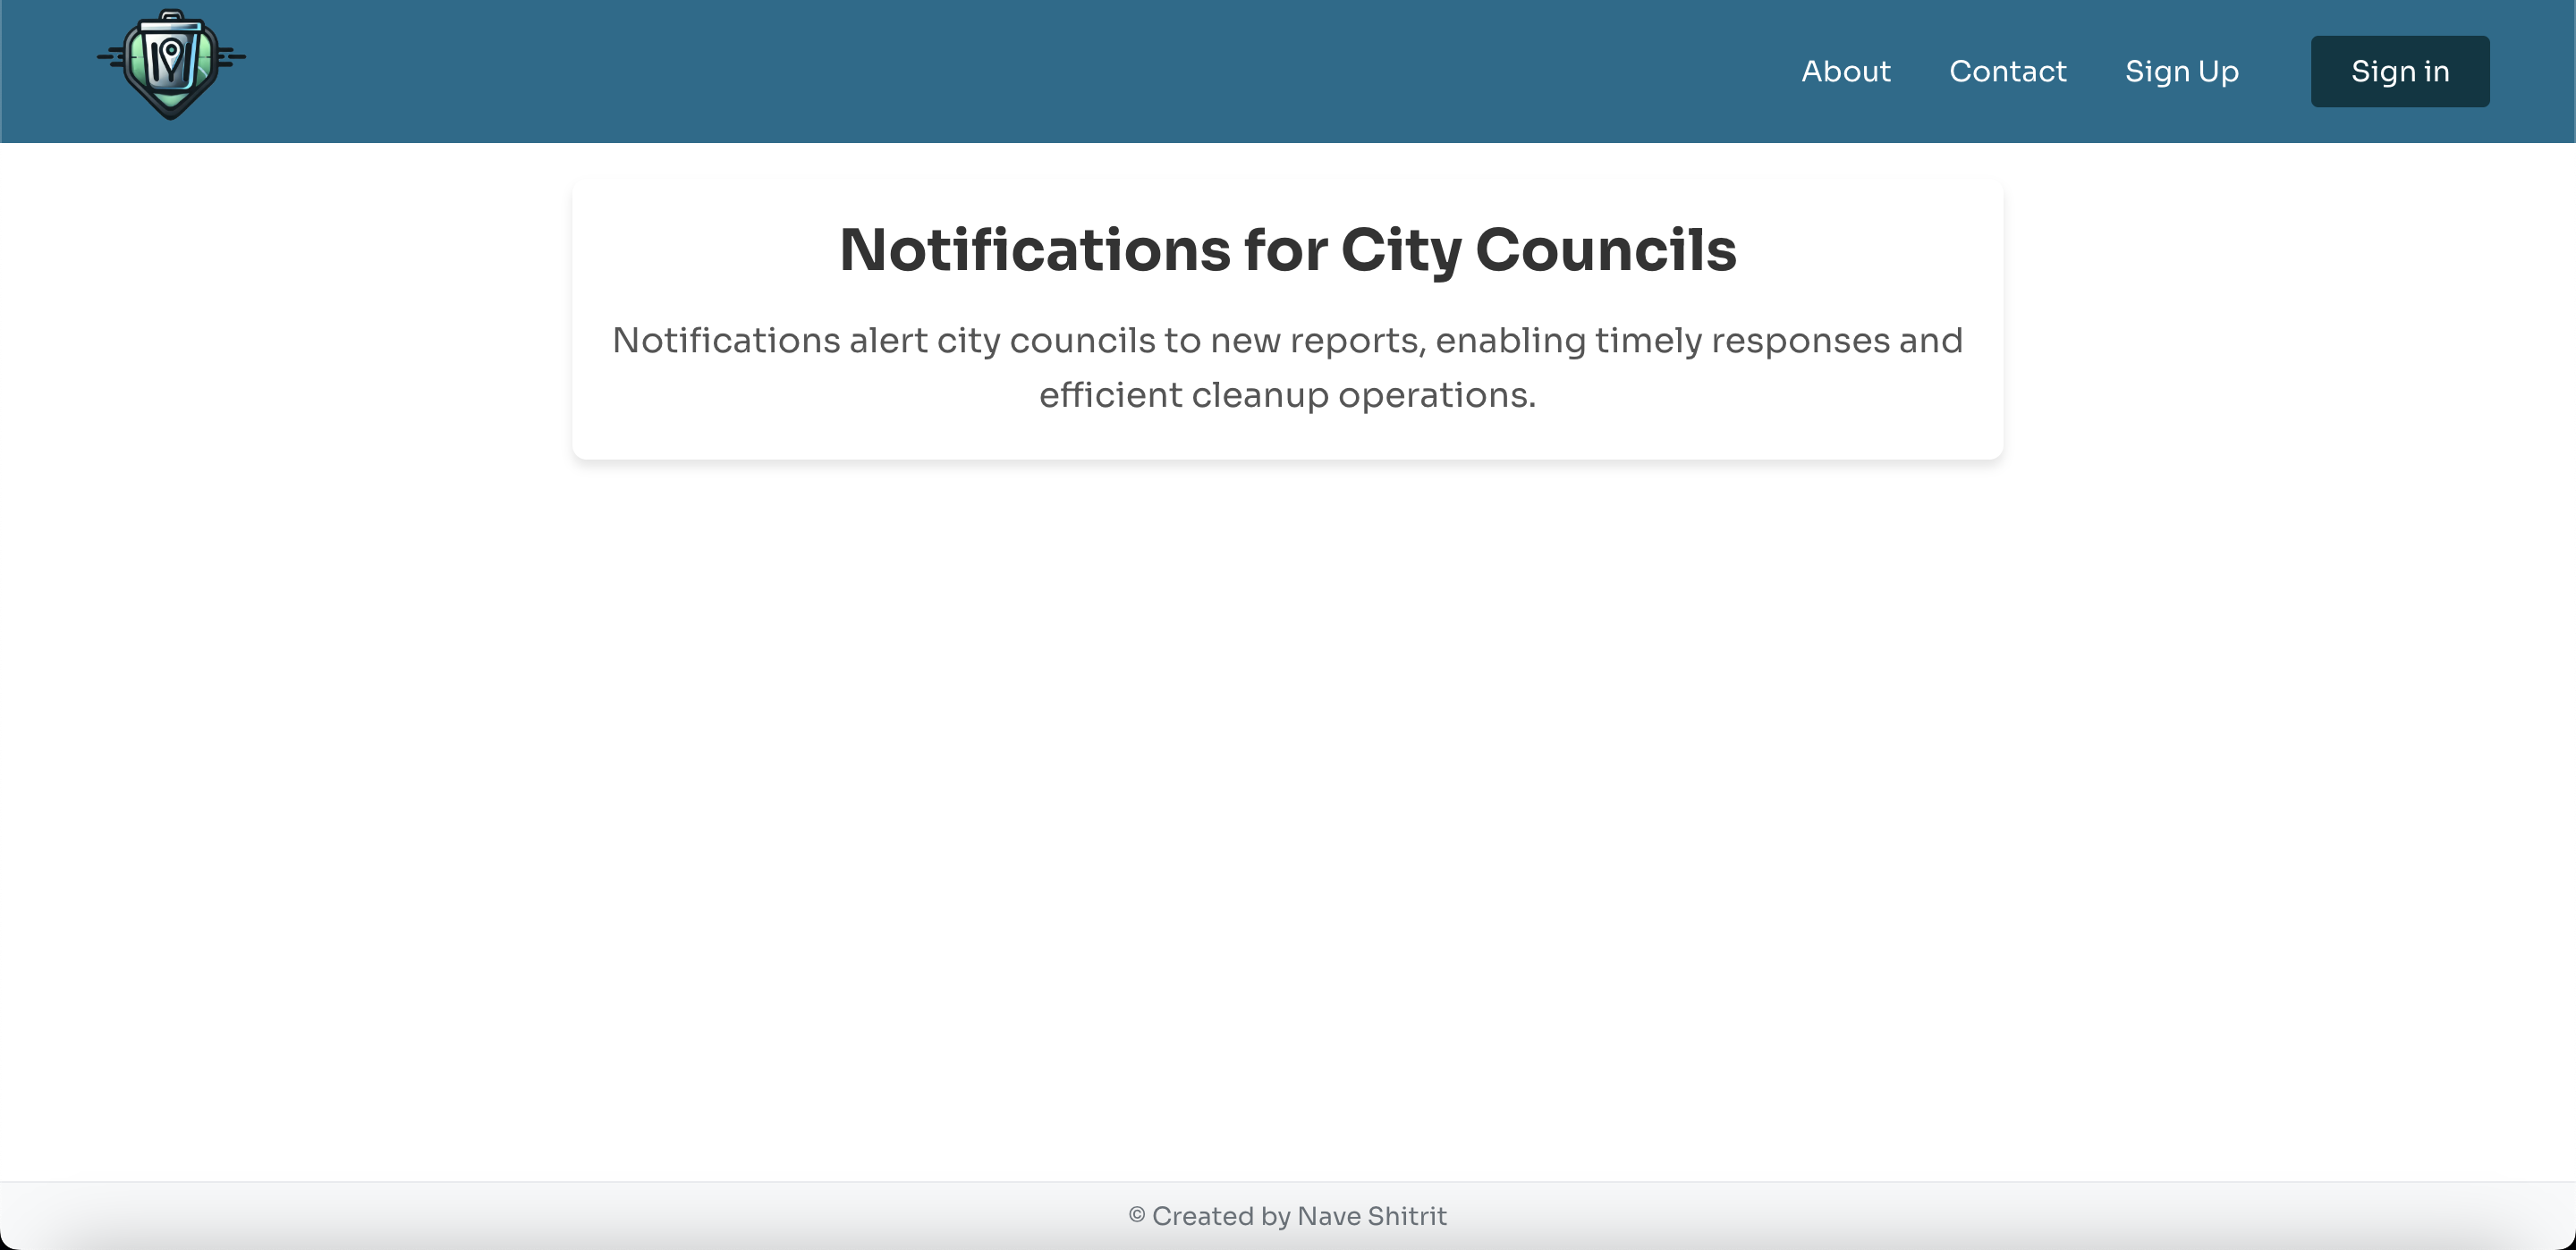 About
Contact
Sign Up
Sign in
Notifications for City Councils
Notifications alert city councils to new reports, enabling timely responses and
efficient cleanup operations.
© Created by Nave Shitrit